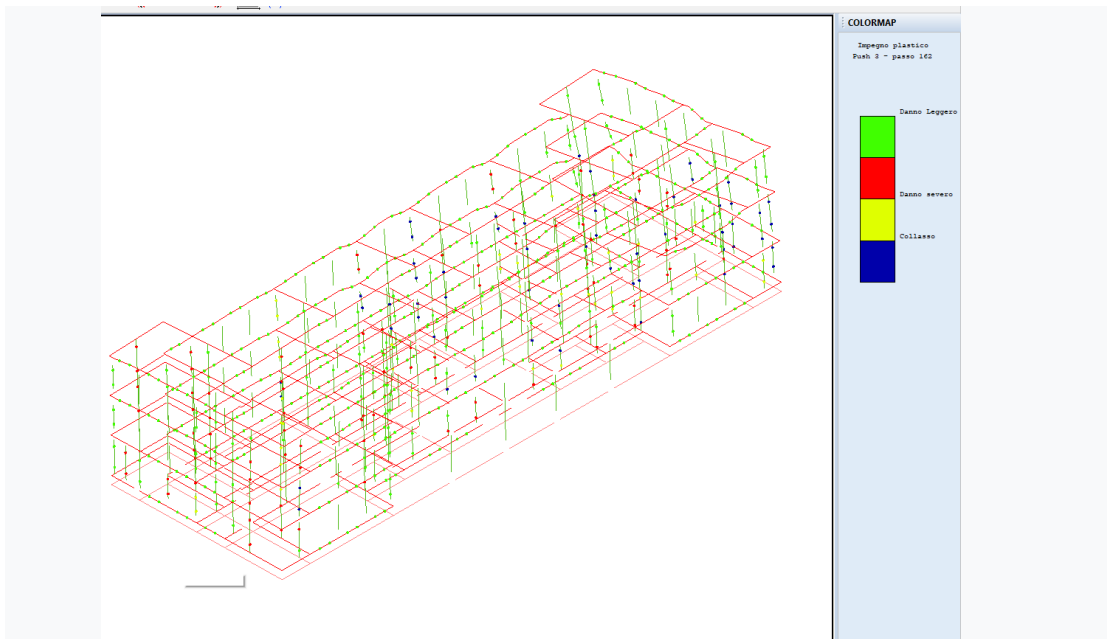 COLORMAP
Impegno plastico
Push 3 - passo 162
Danno Leggero
Danno severo
Collasso